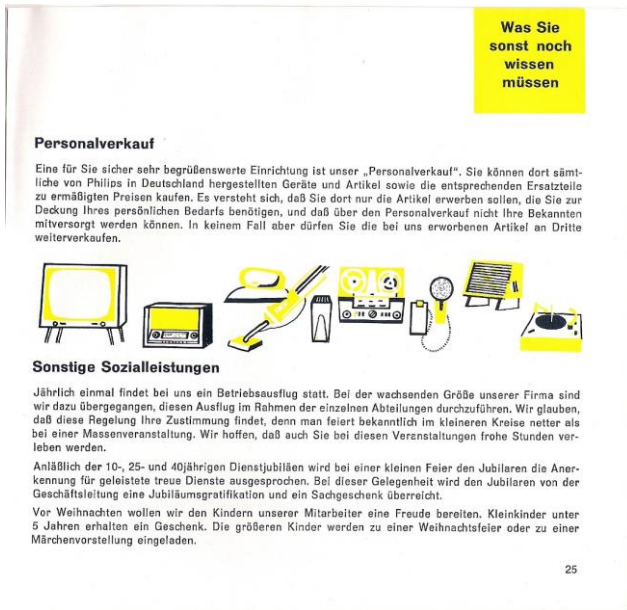 Was Sie
sonst noch
wissen
müssen
Personalverkauf
Eine für Sie sicher sehr begrüßenswerte Einrichtung ist unser „Personalverkauf“. Sie können dort sämt-
liche von Philips in Deutschland hergestellten Geräte und Artikel sowie die entsprechenden Ersatzteile
zu ermäßigten Preisen kaufen. Es versteht sich, daß Sie dort nur die Artikel erwerben sollen, die Sie zur
Deckung Ihres persönlichen Bedarfs benötigen, und daß über den Personalverkauf nicht Ihre Bekannten
mitversorgt werden können. In keinem Fall aber dürfen Sie die bei uns erworbenen Artikel an Dritte
weiterverkaufen.
Sonstige Sozialleistungen
Jährlich einmal findet bei uns ein Betriebsausflug statt. Bei der wachsenden Größe unserer Firma sind
wir dazu übergegangen, diesen Ausflug im Rahmen der einzelnen Abteilungen durchzuführen. Wir glauben,
daß diese Regelung Ihre Zustimmung findet, denn man feiert bekanntlich im kleineren Kreise netter als
bei einer Massenveranstaltung. Wir hoffen, daß auch Sie bei diesen Veranstaltungen frohe Stunden ver-
leben werden.
Anläßlich der 10-, 25- und 40jährigen Dienstjubiläen wird bei einer kleinen Feier den Jubilaren die Aner-
kennung für geleistete treue Dienste ausgesprochen. Bei dieser Gelegenheit wird den Jubilaren von der
Geschäftsleitung eine Jubiläumsgratifikation und ein Sachgeschenk überreicht.
Vor Weihnachten wollen wir den Kindern unserer Mitarbeiter eine Freude bereiten. Kleinkinder unter
5 Jahren erhalten ein Geschenk. Die größeren Kinder werden zu einer Weihnachtsfeier oder zu einer
Märchenvorstellung eingeladen.
25